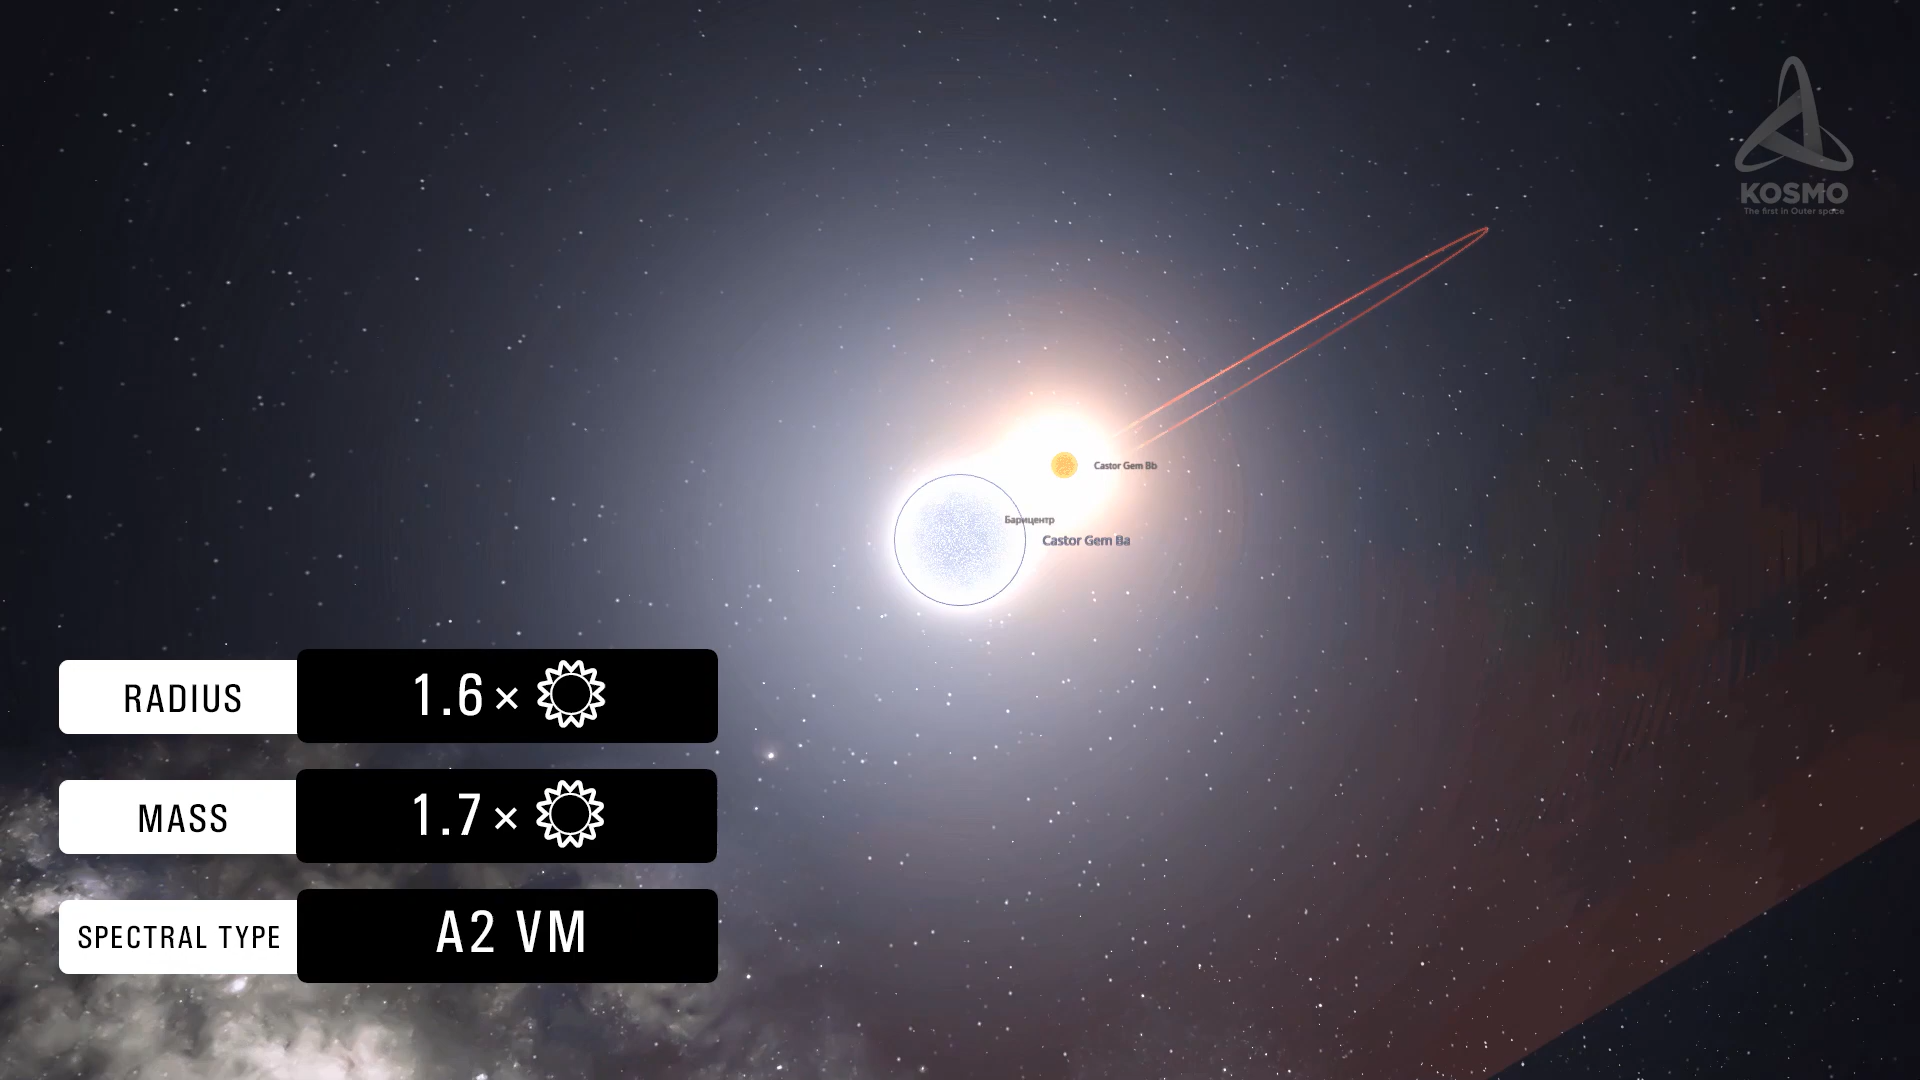 KOSMO
The first in Outer space
Castor Gem Bb
Барицентр
Castor Gem Ba
RADIUS 1.6 ×
MASS 1.7 ×
SPECTRAL TYPE A2 VM